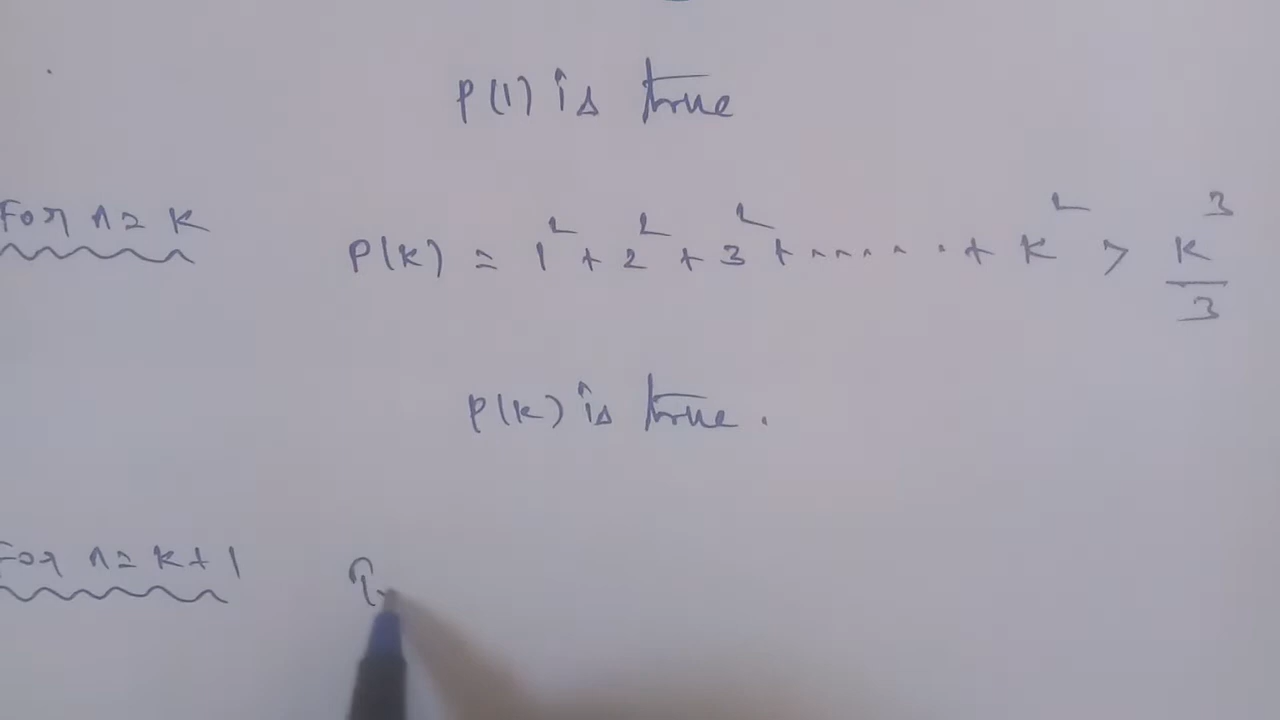 P(1) is true
For n = k P(k) = 1² + 2² + 3² + ....... + k² > k³/3
P(k) is true.
For n = k + 1